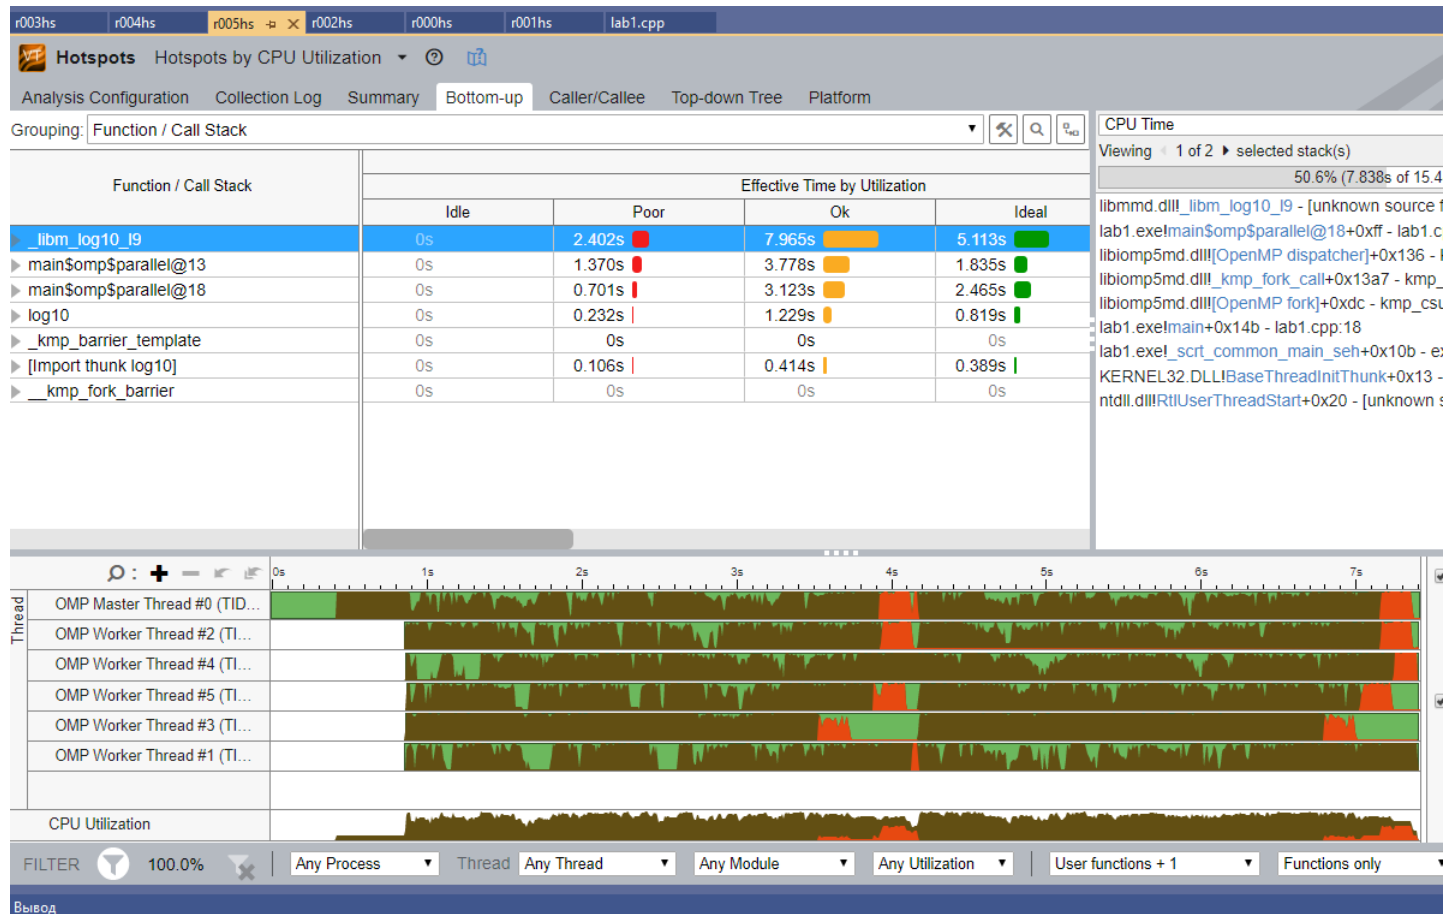 r003hs r004hs r005hs r002hs r000hs r001hs lab1.cpp
Hotspots Hotspots by CPU Utilization
Analysis Configuration Collection Log Summary Bottom-up Caller/Callee Top-down Tree Platform
Grouping: Function / Call Stack
CPU Time
Viewing 1 of 2 selected stack(s)
50.6% (7.838s of 15.4
Function / Call Stack
Effective Time by Utilization
Idle Poor Ok Ideal
_libm_log10_l9 0s 2.402s 7.965s 5.113s
main$omp$parallel@13 0s 1.370s 3.778s 1.835s
main$omp$parallel@18 0s 0.701s 3.123s 2.465s
log10 0s 0.232s 1.229s 0.819s
_kmp_barrier_template 0s 0s 0s 0s
[Import thunk log10] 0s 0.106s 0.414s 0.389s
__kmp_fork_barrier 0s 0s 0s 0s
libmmd.dll!_libm_log10_l9 - [unknown source f
lab1.exe!main$omp$parallel@18+0xff - lab1.c
libiomp5md.dll![OpenMP dispatcher]+0x136 - k
libiomp5md.dll!_kmp_fork_call+0x13a7 - kmp_
libiomp5md.dll![OpenMP fork]+0xdc - kmp_csu
lab1.exe!main+0x14b - lab1.cpp:18
lab1.exe!_scrt_common_main_seh+0x10b - ex
KERNEL32.DLL!BaseThreadInitThunk+0x13 -
ntdll.dll!RtlUserThreadStart+0x20 - [unknown s
0s 1s 2s 3s 4s 5s 6s 7s
Thread
OMP Master Thread #0 (TID...
OMP Worker Thread #2 (TI...
OMP Worker Thread #4 (TI...
OMP Worker Thread #5 (TI...
OMP Worker Thread #3 (TI...
OMP Worker Thread #1 (TI...
CPU Utilization
FILTER 100.0% Any Process Thread Any Thread Any Module Any Utilization User functions + 1 Functions only
Вывод